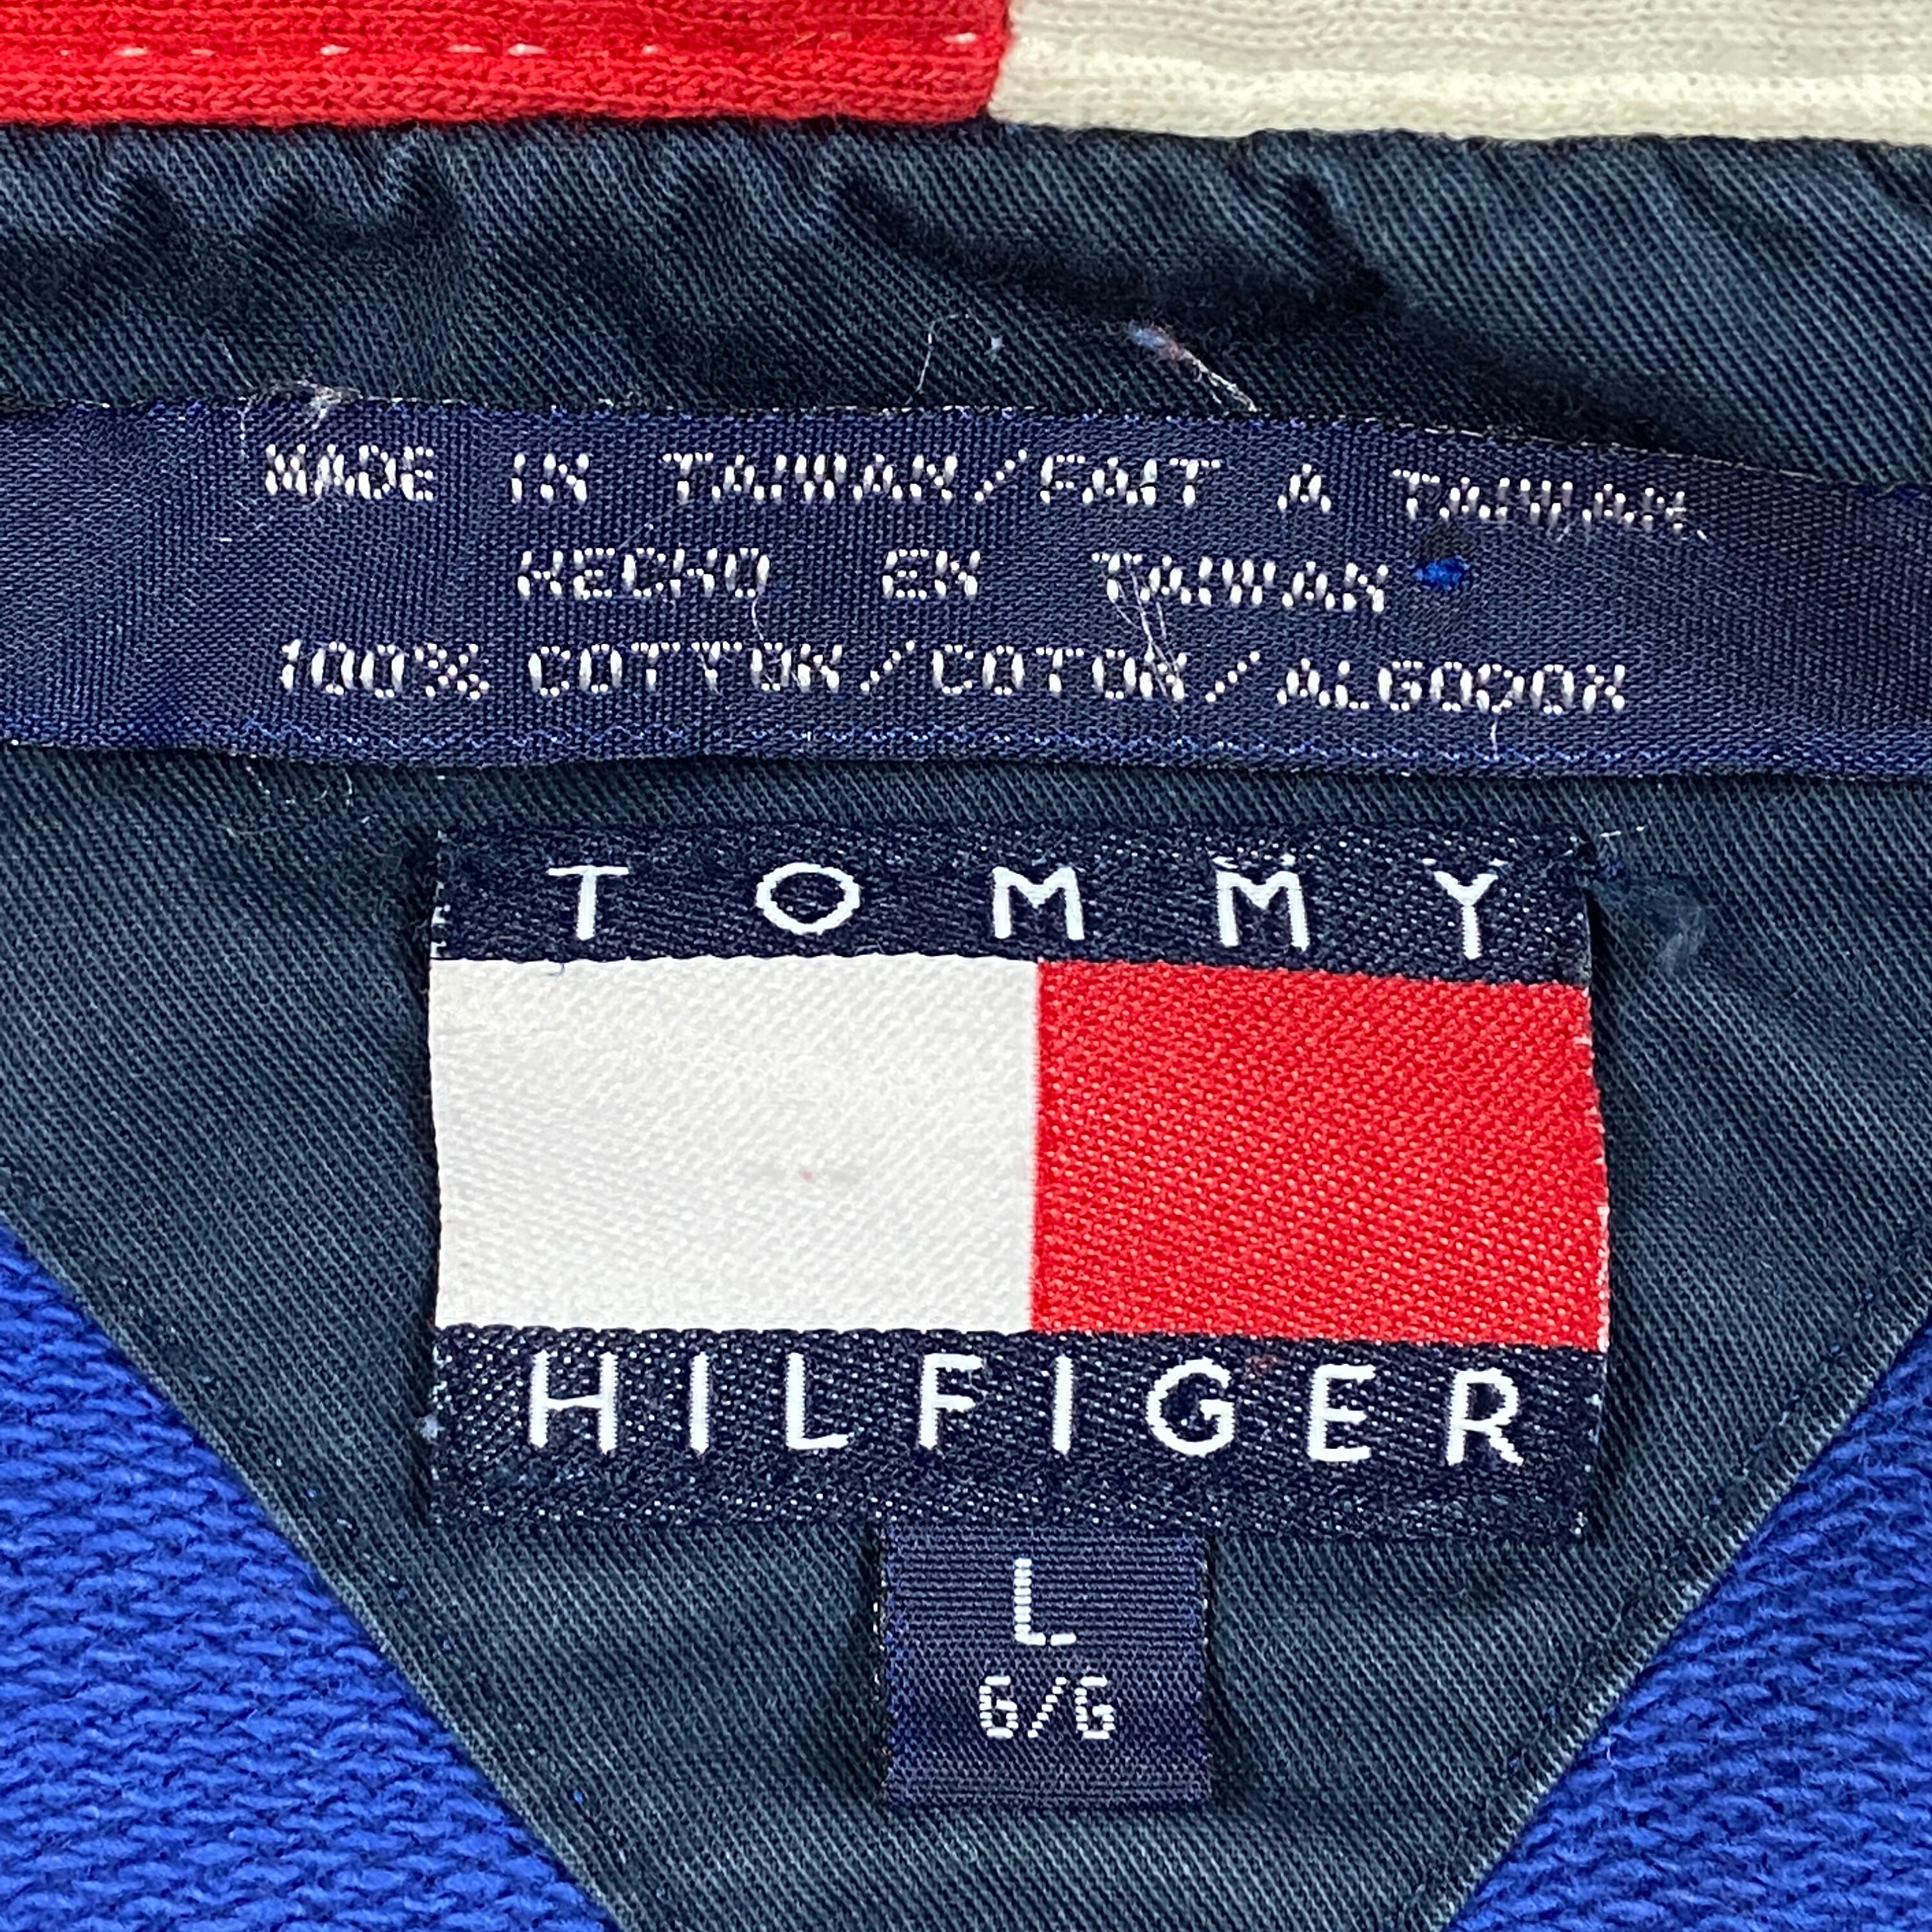 MADE IN TAIWAN/FAIT A TAIWAN
HECHO EN TAIWAN
100% COTTON/COTON/ALGODON
TOMMY
HILFIGER
L
G/G